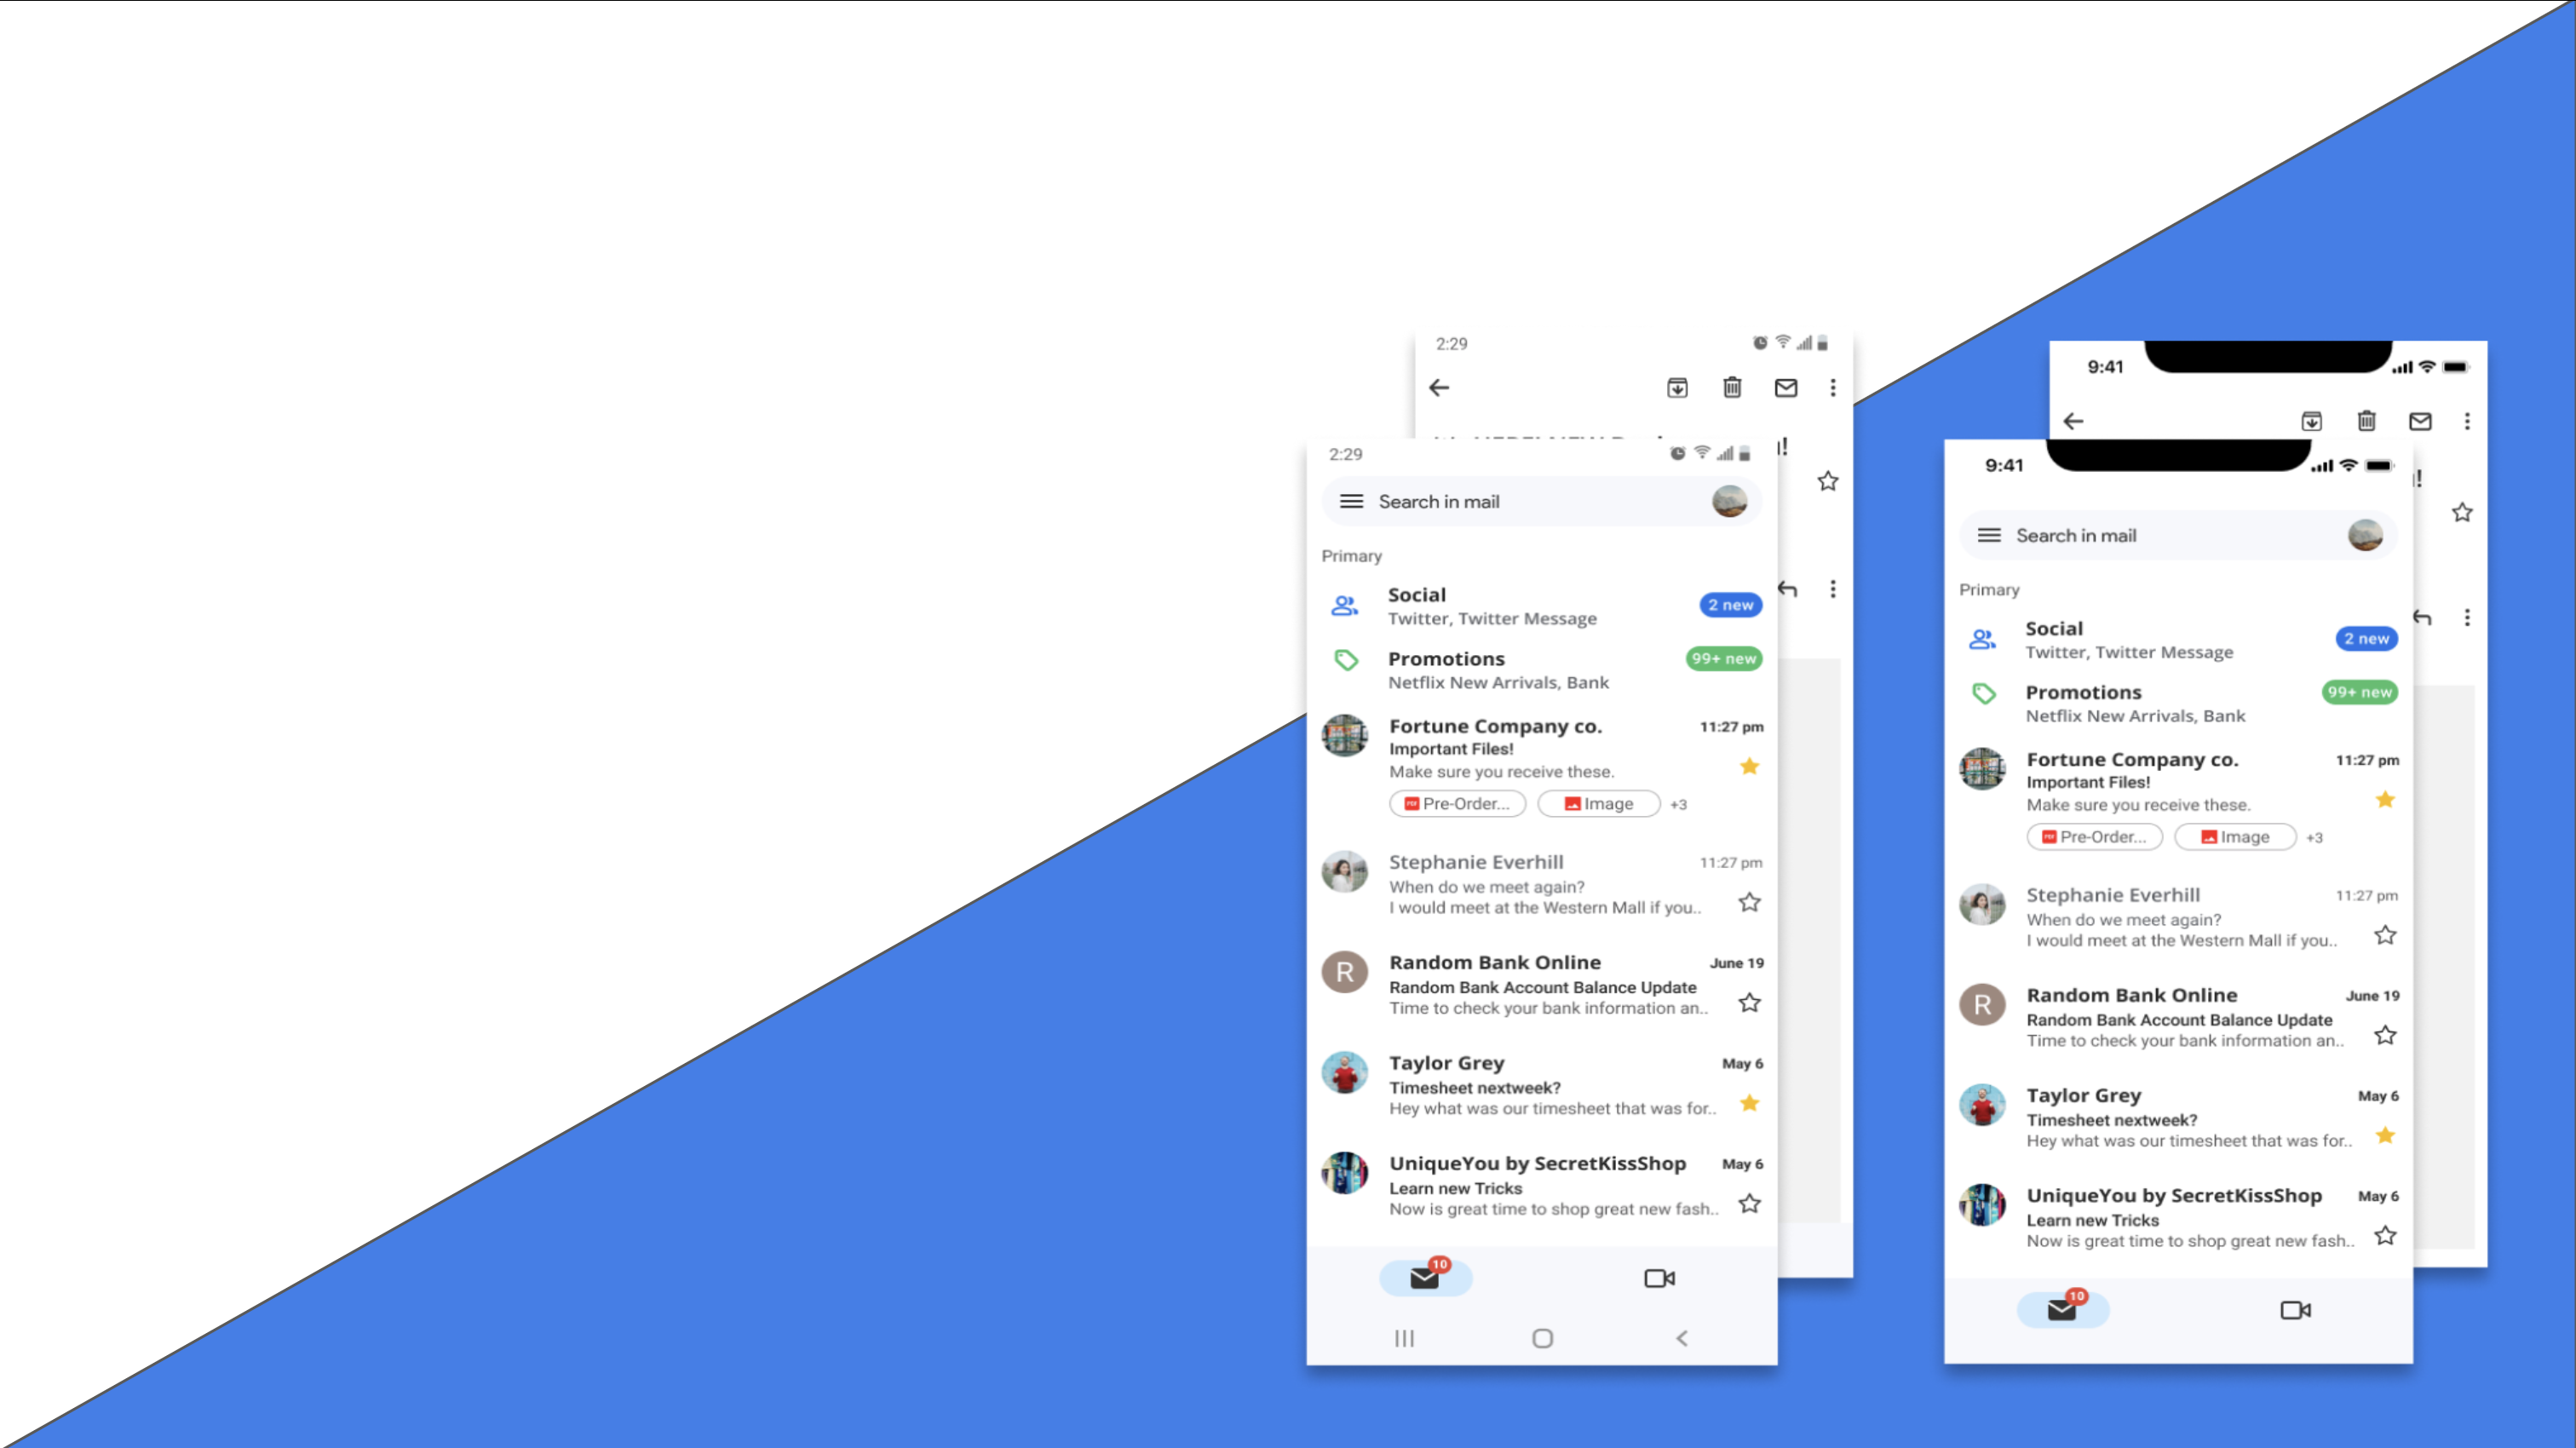 2:29
2:29
Search in mail
Primary
Social
2 new
Twitter, Twitter Message
Promotions
99+ new
Netflix New Arrivals, Bank
Fortune Company co.
11:27 pm
Important Files!
Make sure you receive these.
Pre-Order...
Image
+3
Stephanie Everhill
11:27 pm
When do we meet again?
I would meet at the Western Mall if you..
R
Random Bank Online
June 19
Random Bank Account Balance Update
Time to check your bank information an..
Taylor Grey
May 6
Timesheet nextweek?
Hey what was our timesheet that was for..
UniqueYou by SecretKissShop
May 6
Learn new Tricks
Now is great time to shop great new fash..
10
9:41
9:41
Search in mail
Primary
Social
2 new
Twitter, Twitter Message
Promotions
99+ new
Netflix New Arrivals, Bank
Fortune Company co.
11:27 pm
Important Files!
Make sure you receive these.
Pre-Order...
Image
+3
Stephanie Everhill
11:27 pm
When do we meet again?
I would meet at the Western Mall if you..
R
Random Bank Online
June 19
Random Bank Account Balance Update
Time to check your bank information an..
Taylor Grey
May 6
Timesheet nextweek?
Hey what was our timesheet that was for..
UniqueYou by SecretKissShop
May 6
Learn new Tricks
Now is great time to shop great new fash..
10